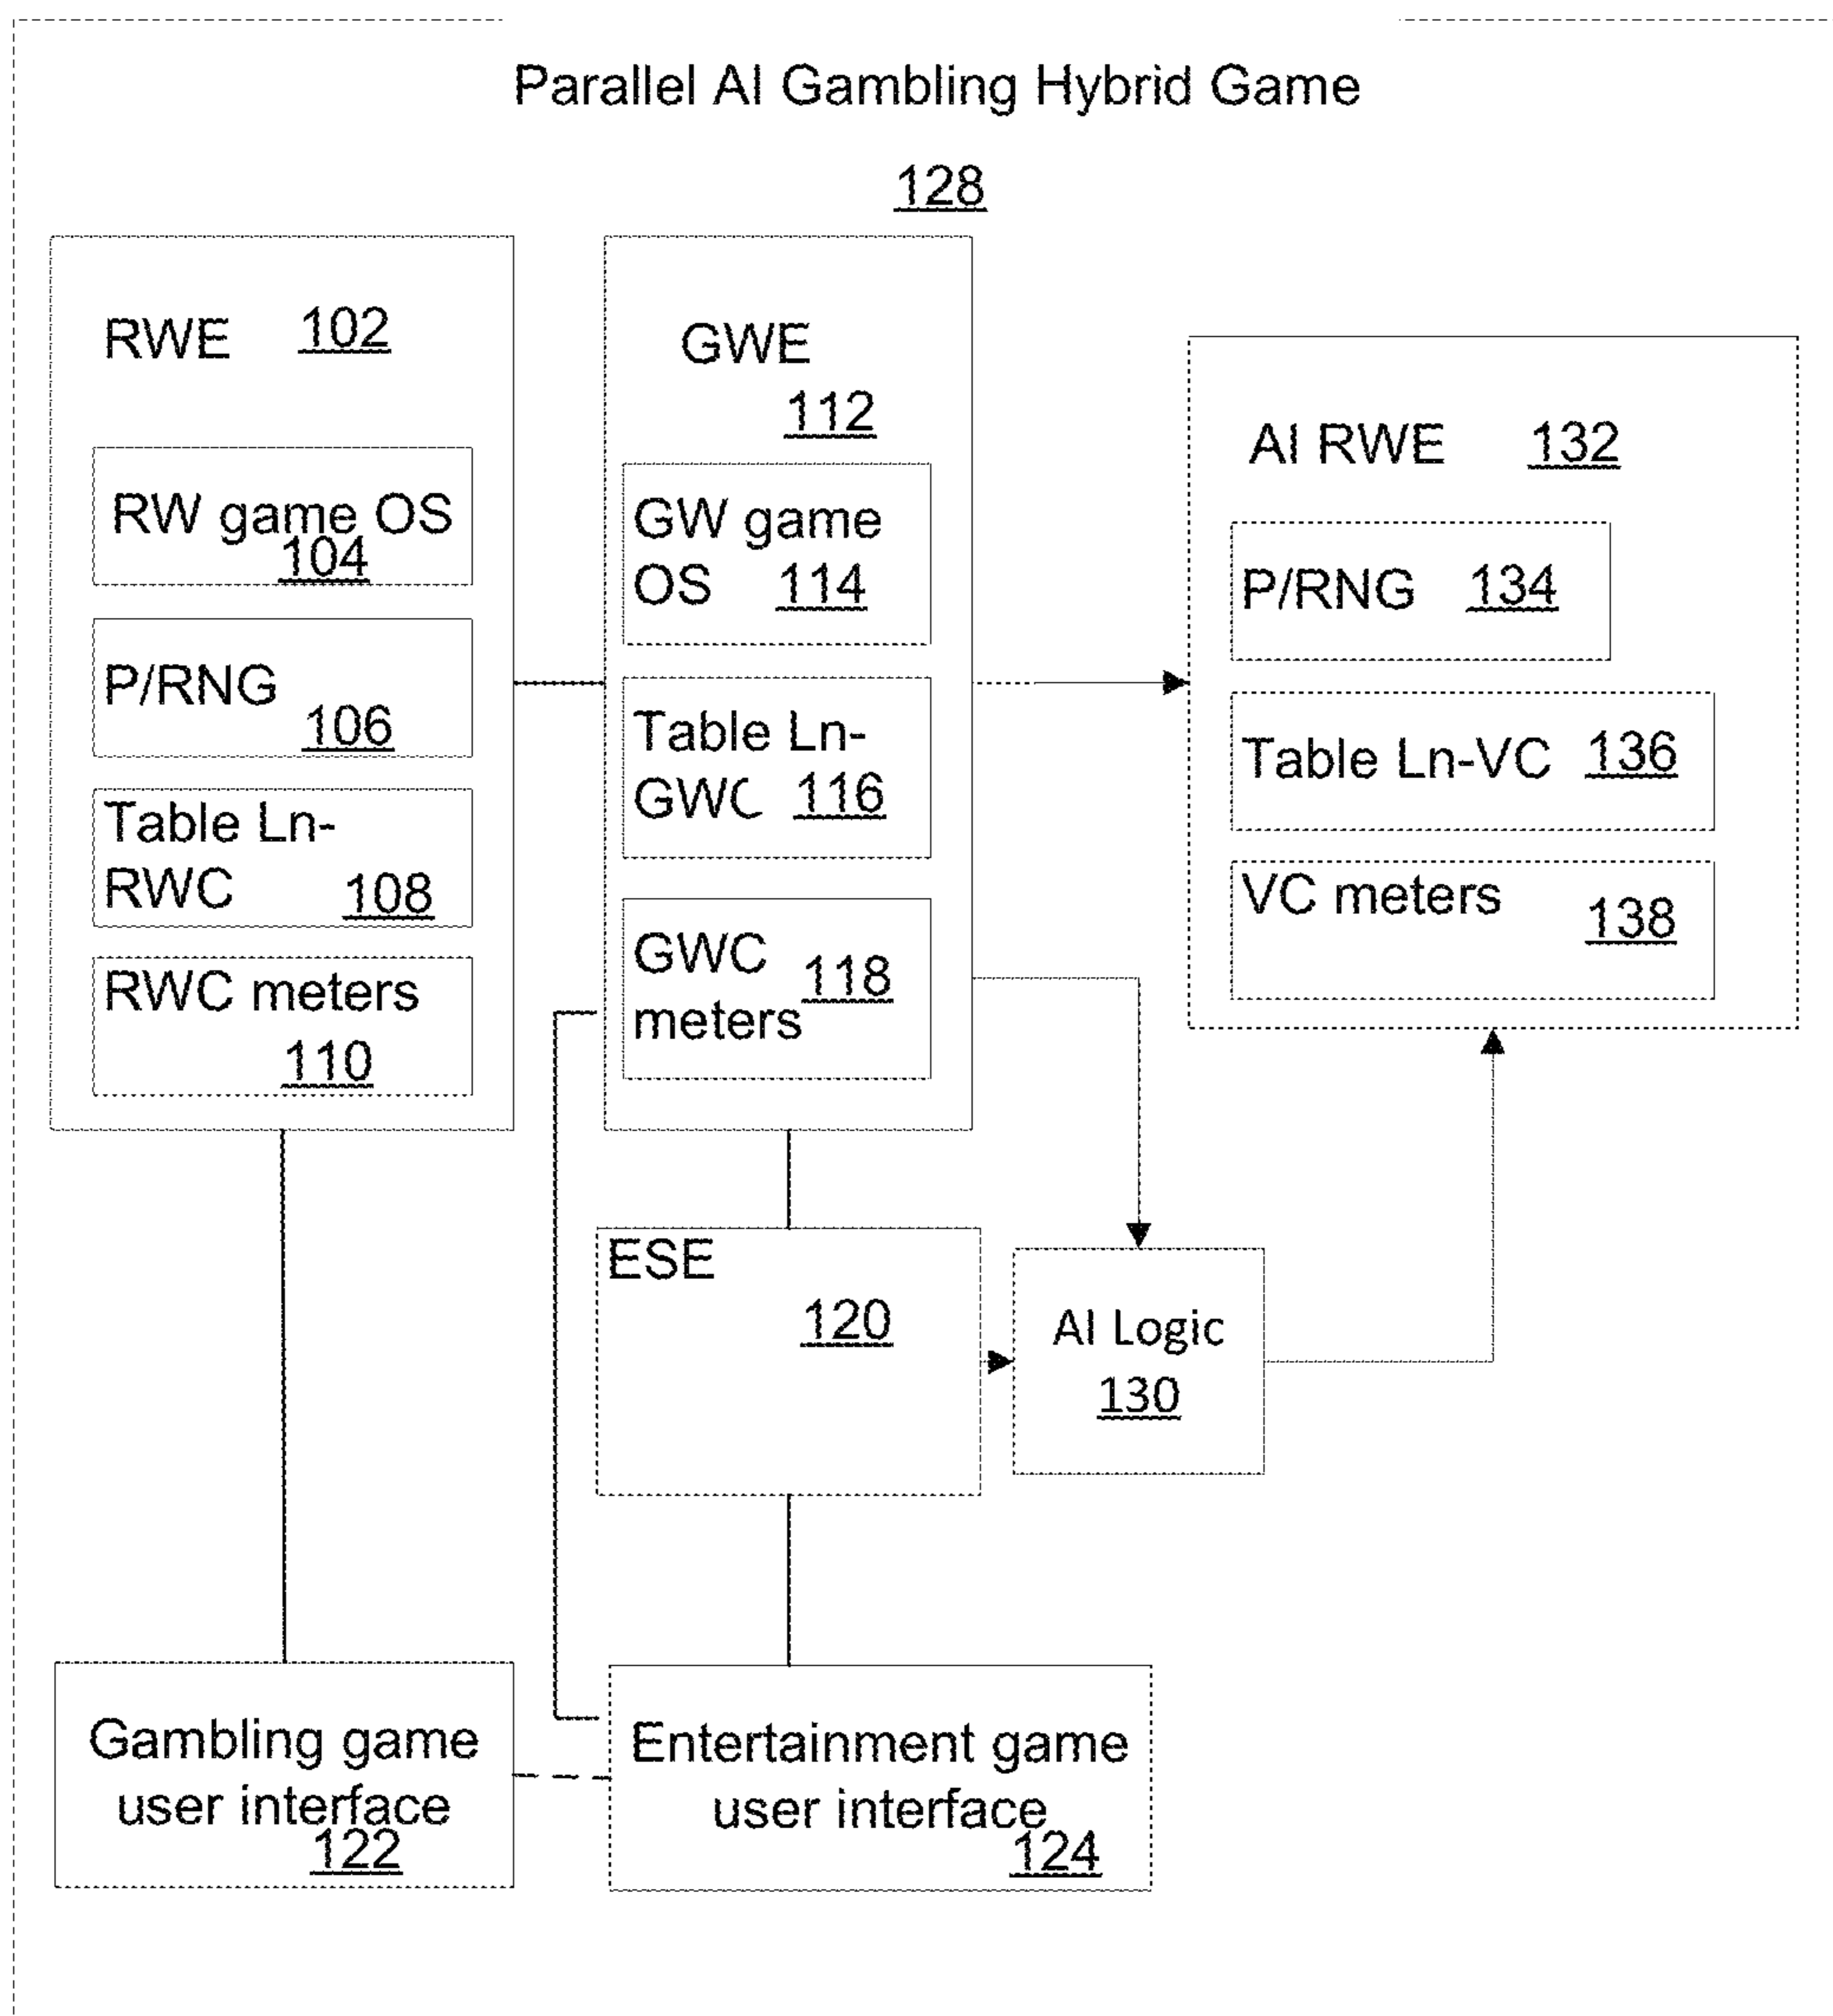 Parallel AI Gambling Hybrid Game
128
RWE 102
RW game OS
104
P/RNG
106
Table Ln-
RWC 108
RWC meters
110
GWE
112
GW game
OS 114
Table Ln-
GWC 116
GWC
meters 118
AI RWE 132
P/RNG 134
Table Ln-VC 136
VC meters
138
ESE
120
AI Logic
130
Gambling game
user interface
122
Entertainment game
user interface
124